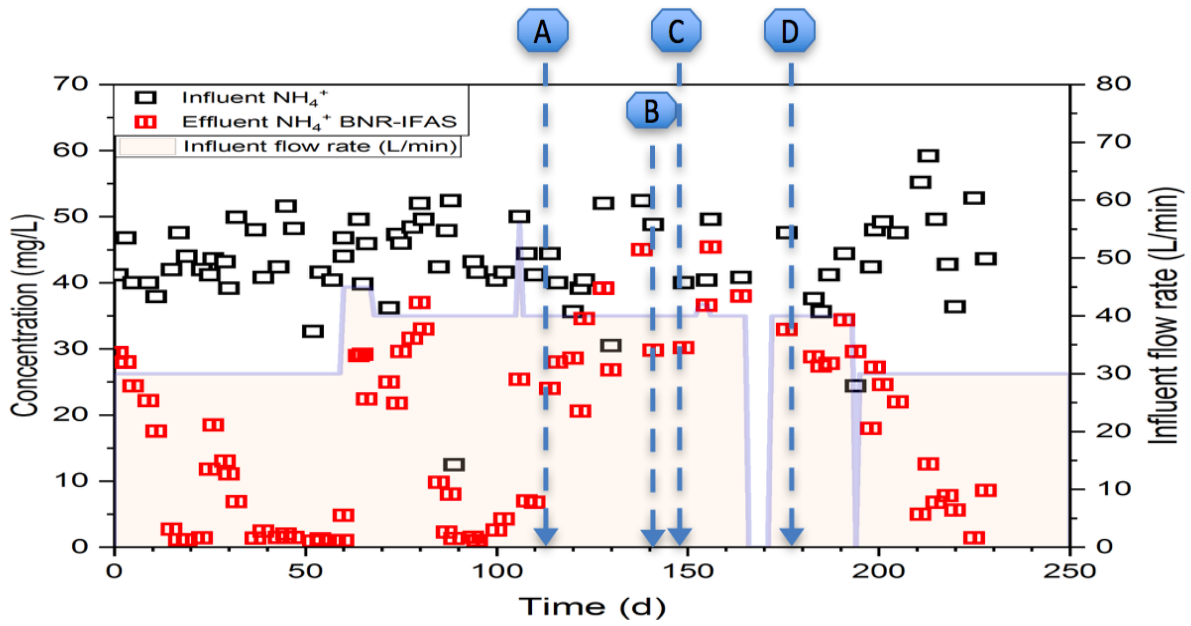 A
C
D
B
70
60
50
40
30
20
10
0
80
70
60
50
40
30
20
10
0
Influent NH₄⁺
Effluent NH₄⁺ BNR-IFAS
Influent flow rate (L/min)
Concentration (mg/L)
Influent flow rate (L/min)
0 50 100 150 200 250
Time (d)